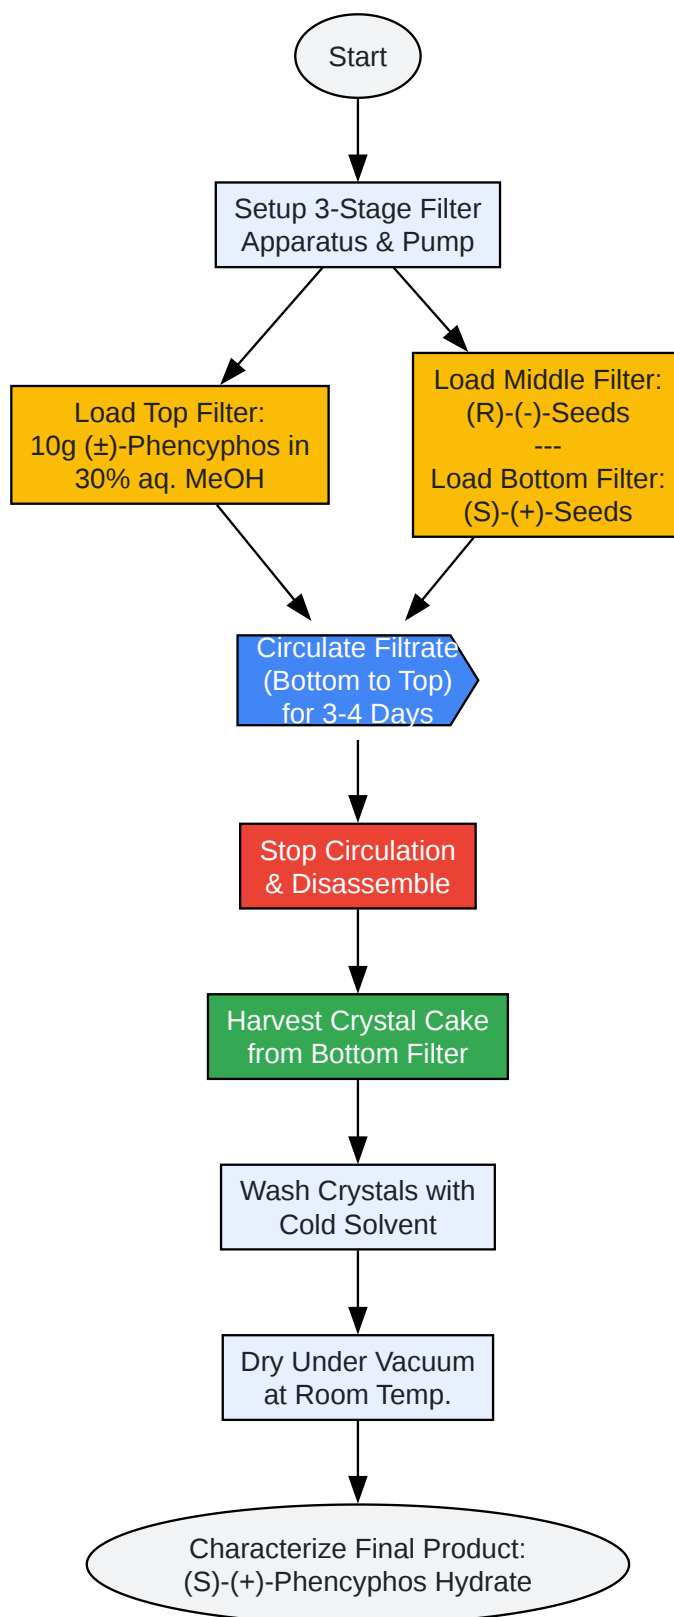 Start
Setup 3-Stage Filter
Apparatus & Pump
Load Top Filter:
10g (±)-Phencyphos in
30% aq. MeOH
Load Middle Filter:
(R)-(-)-Seeds
---
Load Bottom Filter:
(S)-(+)-Seeds
Circulate Filtrate
(Bottom to Top)
for 3-4 Days
Stop Circulation
& Disassemble
Harvest Crystal Cake
from Bottom Filter
Wash Crystals with
Cold Solvent
Dry Under Vacuum
at Room Temp.
Characterize Final Product:
(S)-(+)-Phencyphos Hydrate